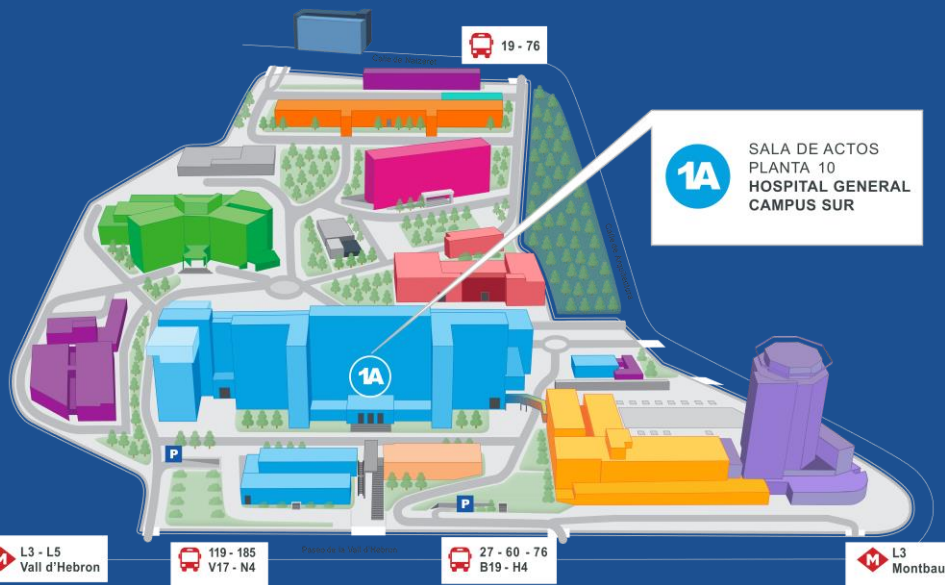 19 - 76
1A
SALA DE ACTOS
PLANTA 10
HOSPITAL GENERAL
CAMPUS SUR
1A
P
P
M
L3 - L5
Vall d'Hebron
119 - 185
V17 - N4
27 - 60 - 76
B19 - H4
M
L3
Montbau